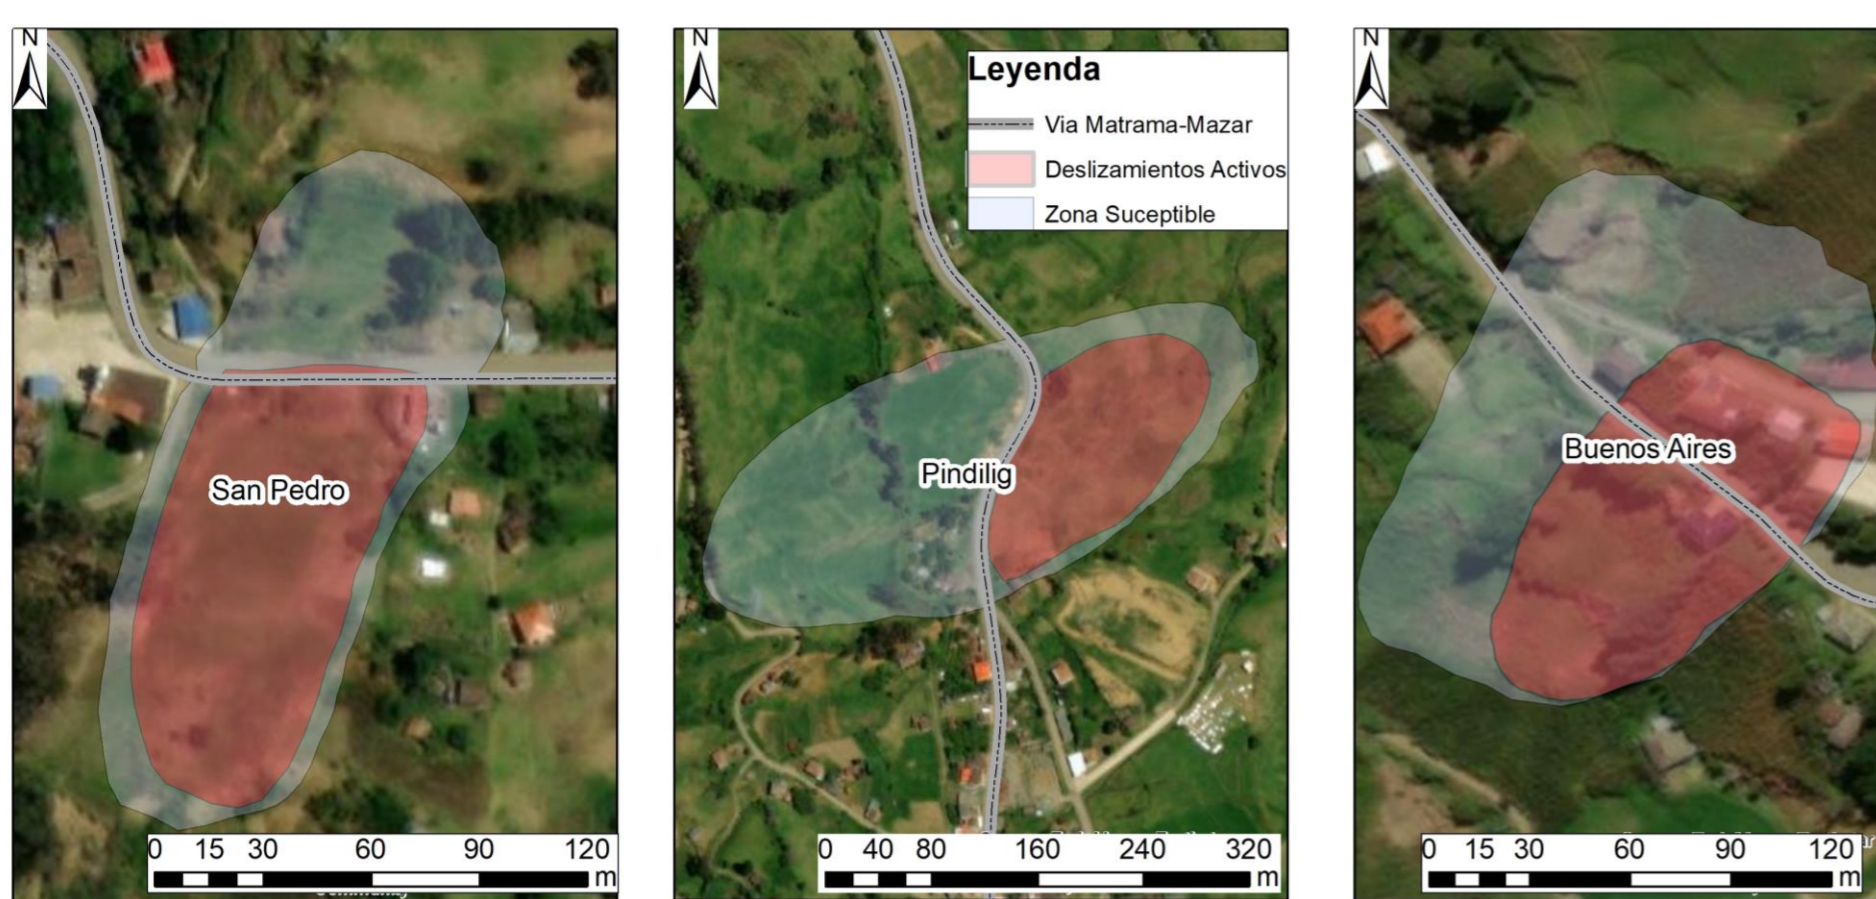 N
San Pedro
0 15 30 60 90 120
m
N
Leyenda
Via Matrama-Mazar
Deslizamientos Activos
Zona Suceptible
Pindilig
0 40 80 160 240 320
m
N
Buenos Aires
0 15 30 60 90 120
m